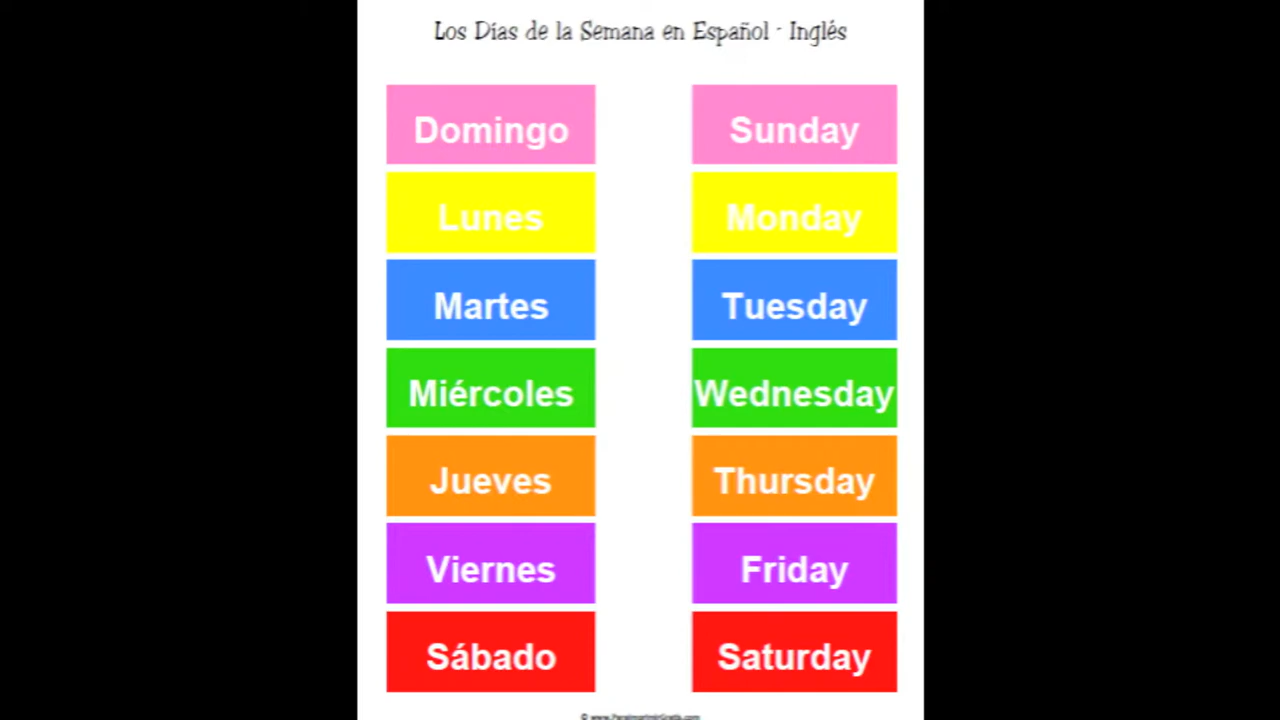 Los Días de la Semana en Español - Inglés
Domingo Sunday
Lunes Monday
Martes Tuesday
Miércoles Wednesday
Jueves Thursday
Viernes Friday
Sábado Saturday